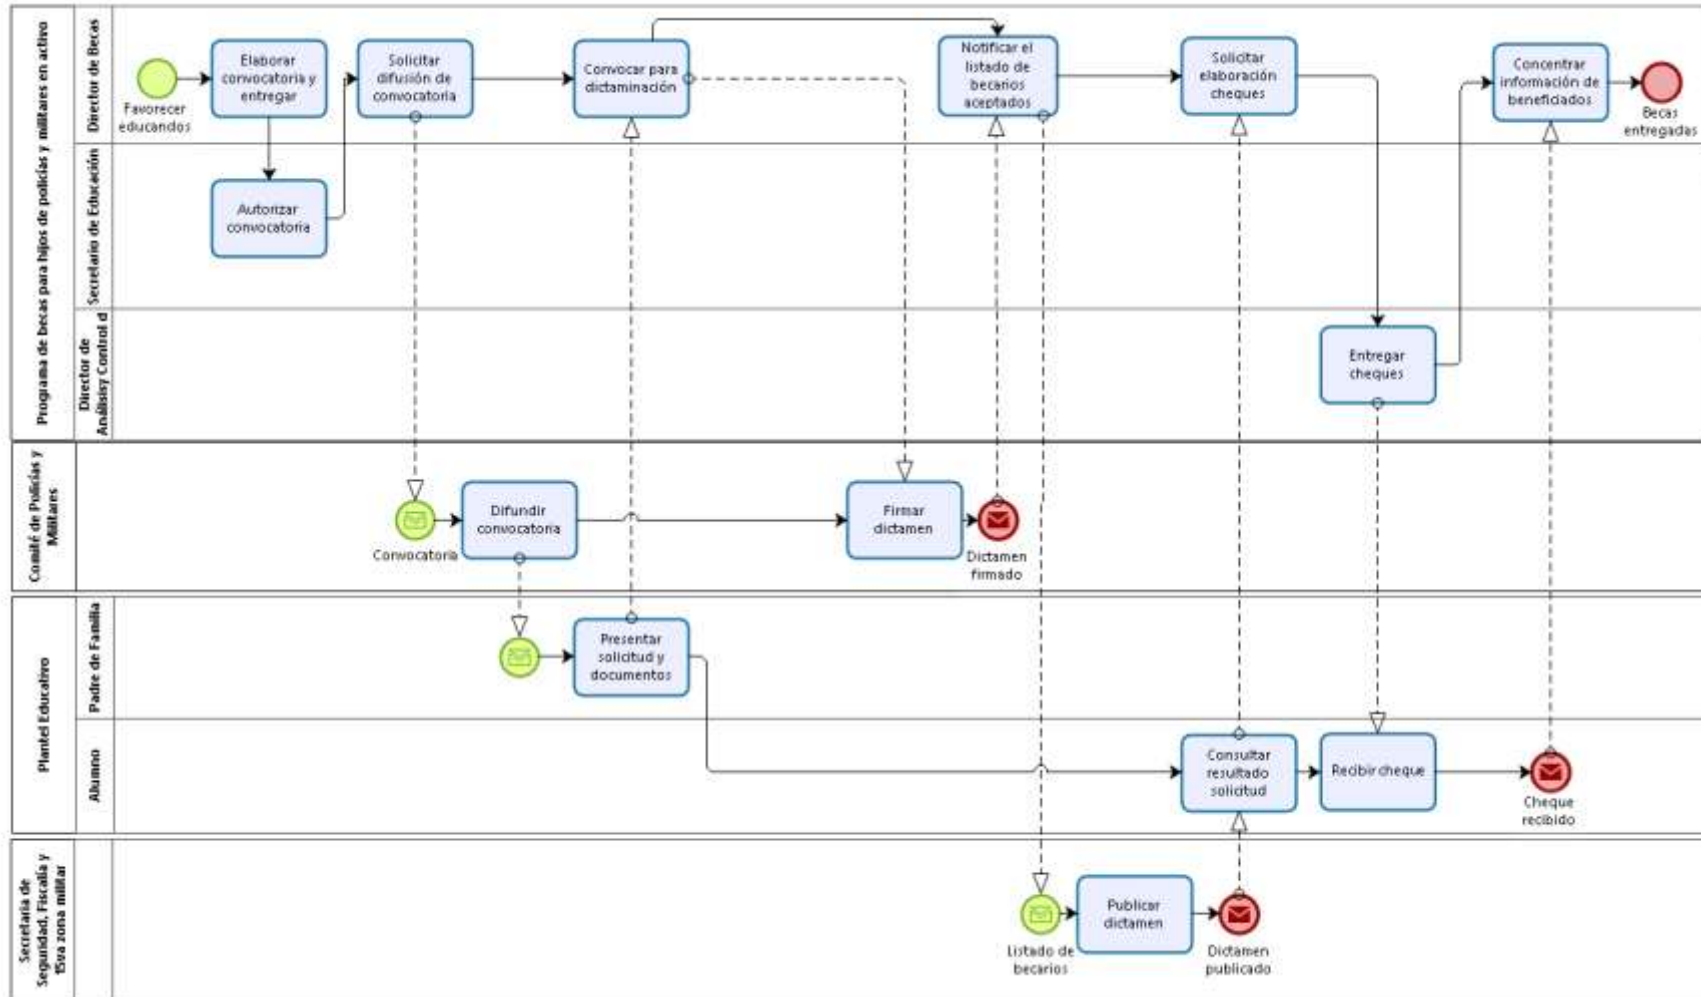 Programa de becas para hijos de policías y militares en activo
Director de Becas
Favorecer
educandos
Elaborar
convocatoria y
entregar
Solicitar
difusión de
convocatoria
Convocar para
dictaminación
Notificar el
listado de
becarios
aceptados
Solicitar
elaboración
cheques
Concentrar
información de
beneficiados
Becas
entregadas
Secretario de Educación
Autorizar
convocatoria
Director de
Análisisy Control d
Entregar
cheques
Comité de Policías y
Militares
Convocatoria
Difundir
convocatoria
Firmar
dictamen
Dictamen
firmado
Plantel Educativo
Padre de Familia
Presentar
solicitud y
documentos
Alumno
Consultar
resultado
solicitud
Recibir cheque
Cheque
recibido
Secretaría de
Seguridad, Fiscalía y
15va zona militar
Listado de
becarios
Publicar
dictamen
Dictamen
publicado